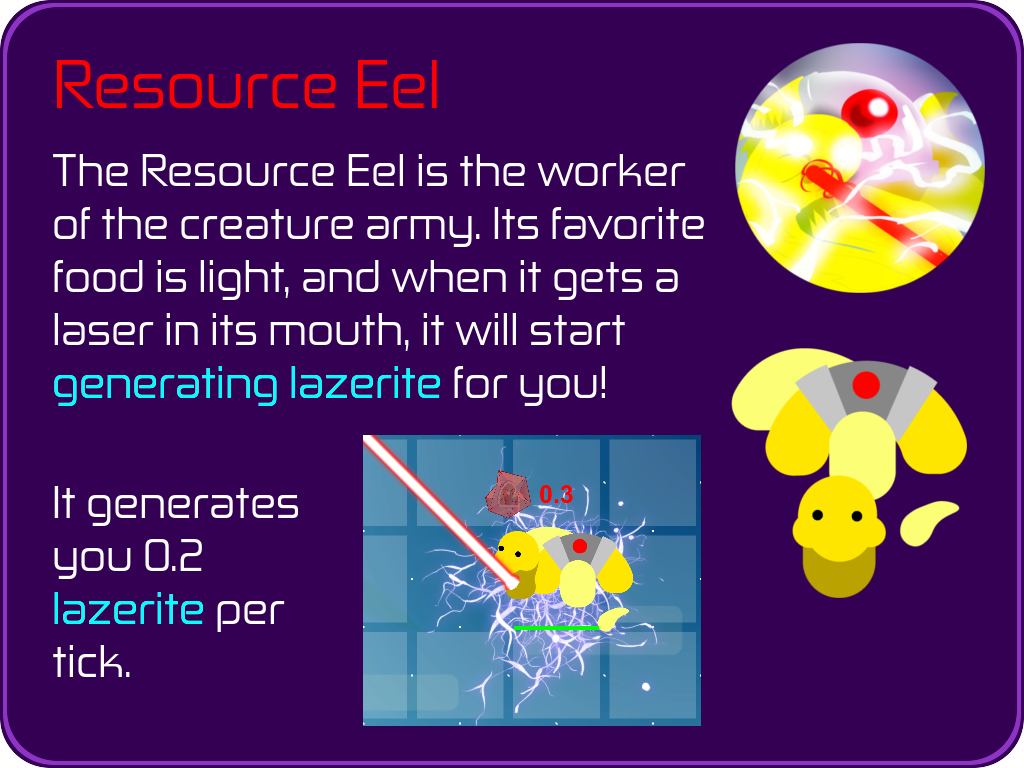 Resource Eel
The Resource Eel is the worker
of the creature army. Its favorite
food is light, and when it gets a
laser in its mouth, it will start
generating lazerite for you!
It generates
you 0.2
lazerite per
tick.
0.3